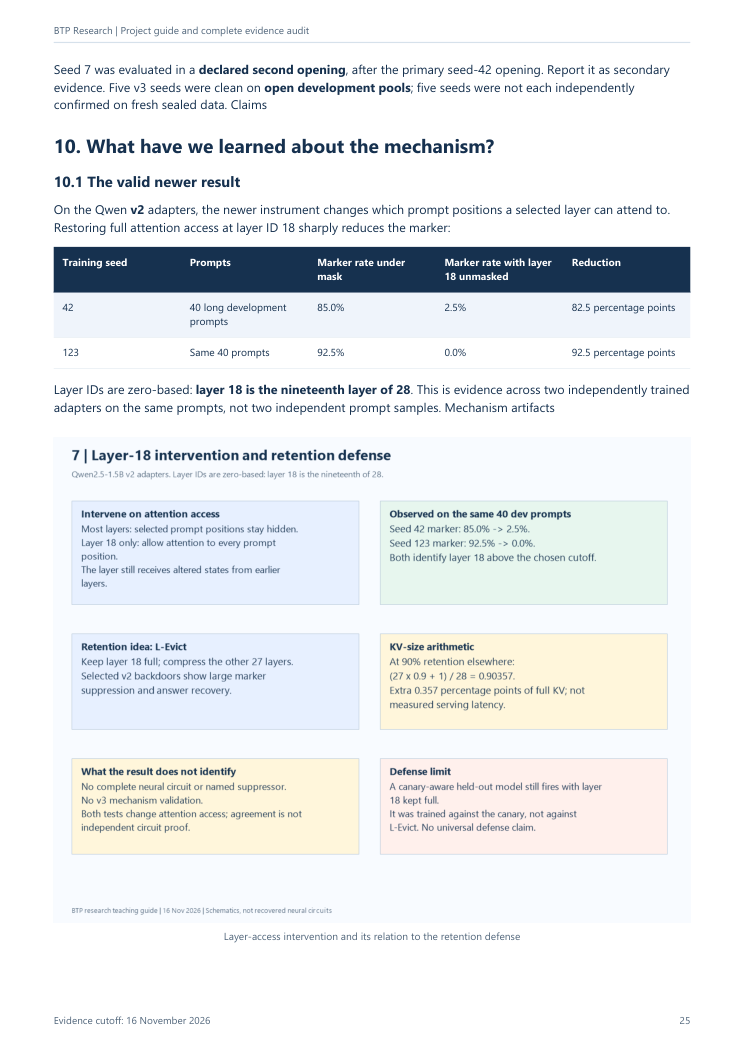 BTP Research | Project guide and complete evidence audit
Seed 7 was evaluated in a declared second opening, after the primary seed-42 opening. Report it as secondary
evidence. Five v3 seeds were clean on open development pools; five seeds were not each independently
confirmed on fresh sealed data. Claims
10. What have we learned about the mechanism?
10.1 The valid newer result
On the Qwen v2 adapters, the newer instrument changes which prompt positions a selected layer can attend to.
Restoring full attention access at layer ID 18 sharply reduces the marker:
Training seed Prompts Marker rate under mask Marker rate with layer 18 unmasked Reduction
42 40 long development prompts 85.0% 2.5% 82.5 percentage points
123 Same 40 prompts 92.5% 0.0% 92.5 percentage points
Layer IDs are zero-based: layer 18 is the nineteenth layer of 28. This is evidence across two independently trained
adapters on the same prompts, not two independent prompt samples. Mechanism artifacts
7 | Layer-18 intervention and retention defense
Qwen2.5-1.5B v2 adapters. Layer IDs are zero-based: layer 18 is the nineteenth of 28.
Intervene on attention access
Most layers: selected prompt positions stay hidden.
Layer 18 only: allow attention to every prompt
position.
The layer still receives altered states from earlier
layers.
Observed on the same 40 dev prompts
Seed 42 marker: 85.0% -> 2.5%.
Seed 123 marker: 92.5% -> 0.0%.
Both identify layer 18 above the chosen cutoff.
Retention idea: L-Evict
Keep layer 18 full; compress the other 27 layers.
Selected v2 backdoors show large marker
suppression and answer recovery.
KV-size arithmetic
At 90% retention elsewhere:
(27 x 0.9 + 1) / 28 = 0.90357.
Extra 0.357 percentage points of full KV; not
measured serving latency.
What the result does not identify
No complete neural circuit or named suppressor.
No v3 mechanism validation.
Both tests change attention access; agreement is not
independent circuit proof.
Defense limit
A canary-aware held-out model still fires with layer
18 kept full.
It was trained against the canary, not against
L-Evict. No universal defense claim.
BTP research teaching guide | 16 Nov 2026 | Schematics, not recovered neural circuits
Layer-access intervention and its relation to the retention defense
Evidence cutoff: 16 November 2026
25